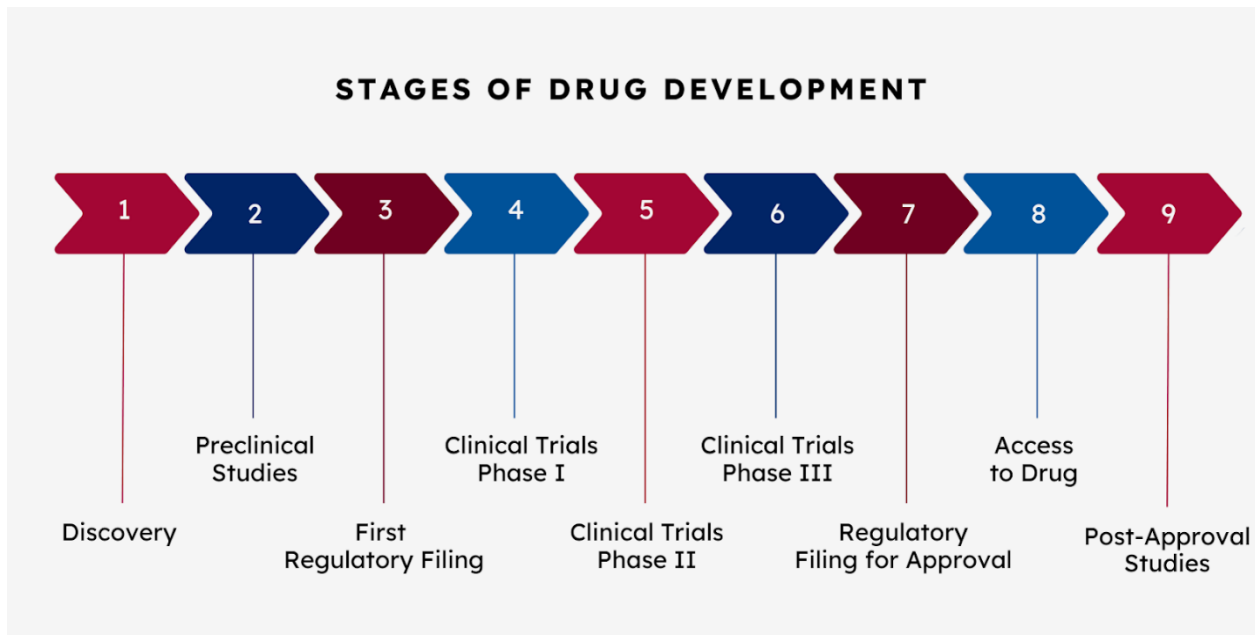 STAGES OF DRUG DEVELOPMENT
1
2
3
4
5
6
7
8
9
Discovery
Preclinical
Studies
First
Regulatory Filing
Clinical Trials
Phase I
Clinical Trials
Phase II
Clinical Trials
Phase III
Regulatory
Filing for Approval
Access
to Drug
Post-Approval
Studies